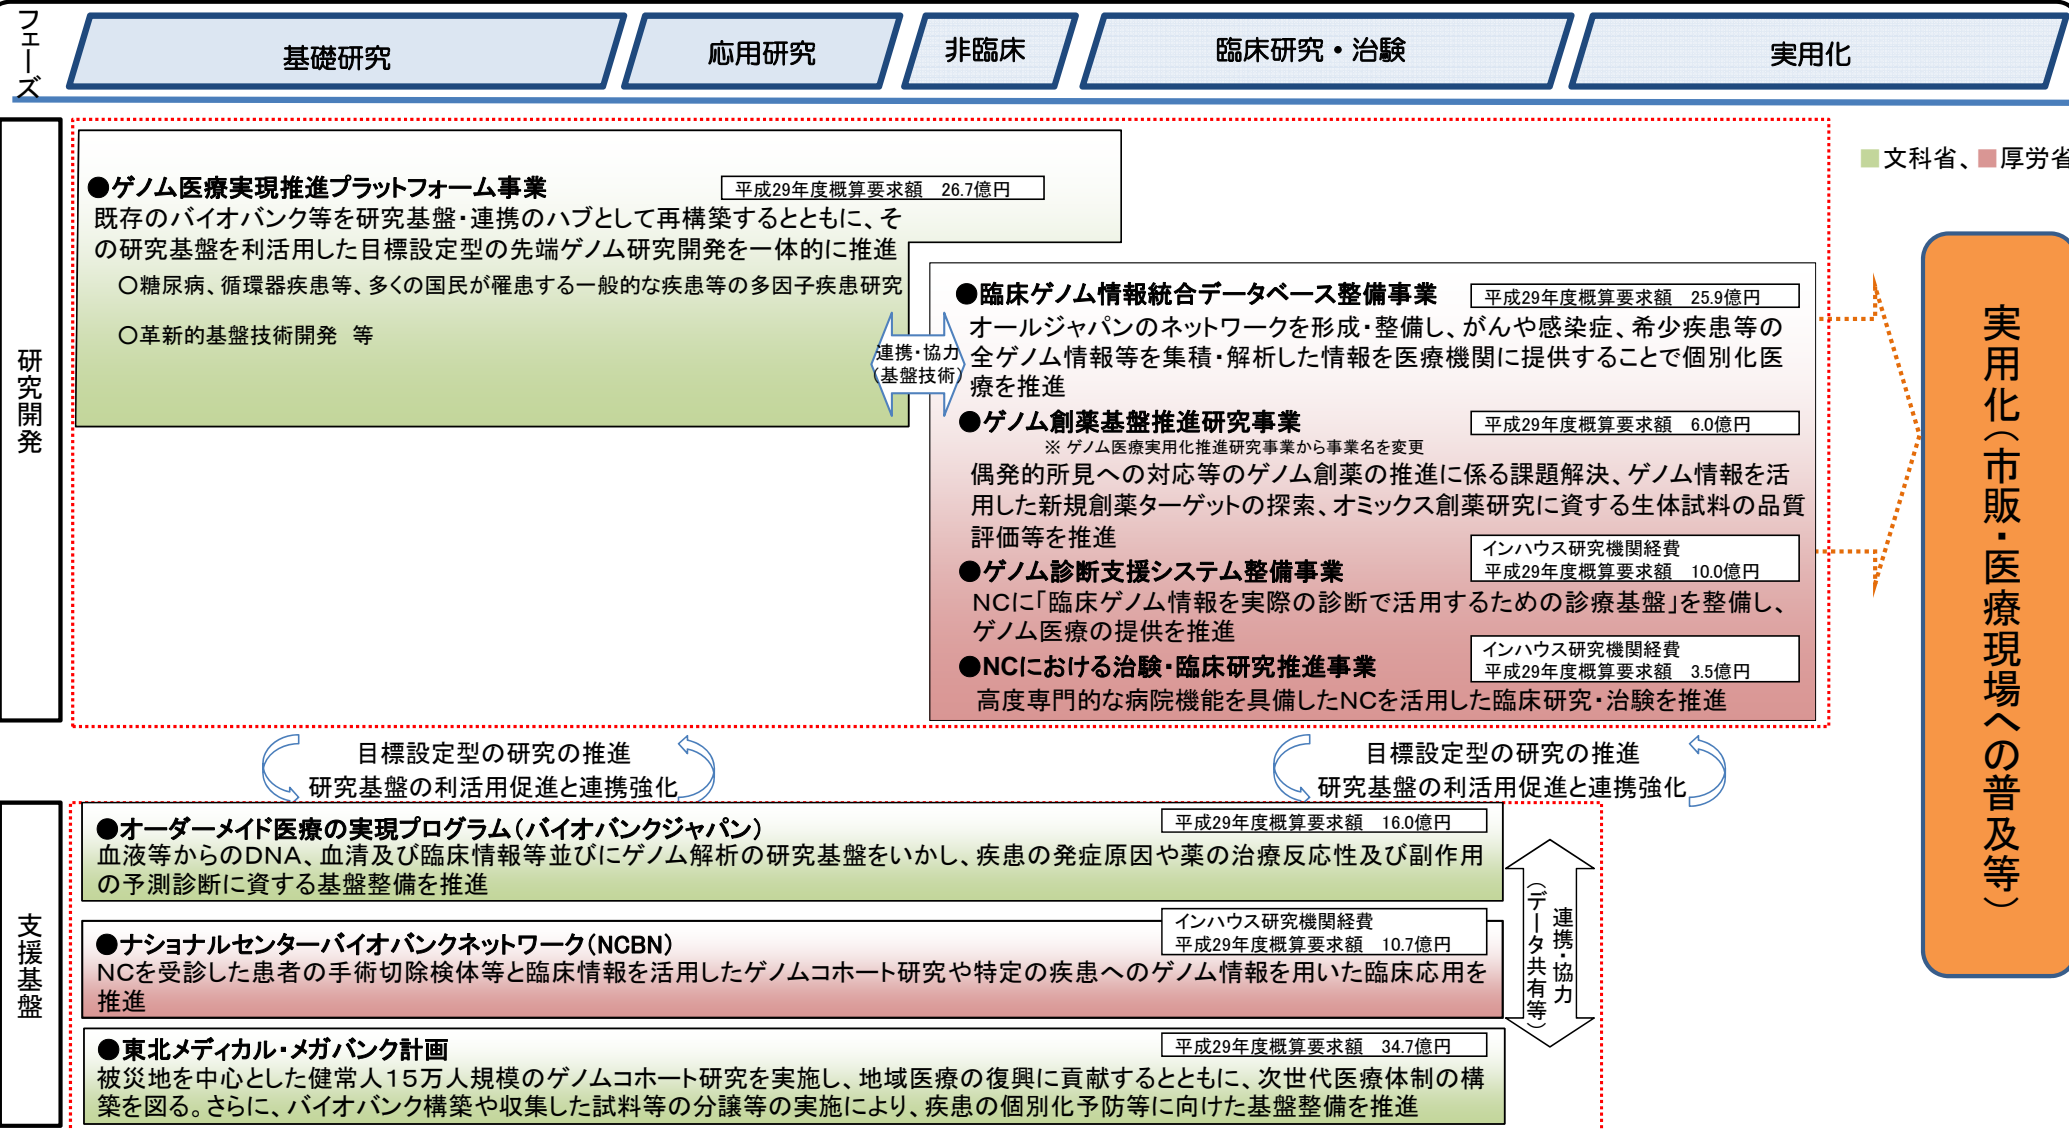 フェーズ
基礎研究
応用研究
非臨床
臨床研究・治験
実用化
■文科省、■厚労省
研究開発
●ゲノム医療実現推進プラットフォーム事業
平成29年度概算要求額　26.7億円
既存のバイオバンク等を研究基盤・連携のハブとして再構築するとともに、そ
の研究基盤を利活用した目標設定型の先端ゲノム研究開発を一体的に推進
○糖尿病、循環器疾患等、多くの国民が罹患する一般的な疾患等の多因子疾患研究
○革新的基盤技術開発　等
連携・協力
(基盤技術)
●臨床ゲノム情報統合データベース整備事業
平成29年度概算要求額　25.9億円
オールジャパンのネットワークを形成・整備し、がんや感染症、希少疾患等の
全ゲノム情報等を集積・解析した情報を医療機関に提供することで個別化医
療を推進
●ゲノム創薬基盤推進研究事業
平成29年度概算要求額　6.0億円
※ ゲノム医療実用化推進研究事業から事業名を変更
偶発的所見への対応等のゲノム創薬の推進に係る課題解決、ゲノム情報を活
用した新規創薬ターゲットの探索、オミックス創薬研究に資する生体試料の品質
評価等を推進
インハウス研究機関経費
平成29年度概算要求額　10.0億円
●ゲノム診断支援システム整備事業
NCに「臨床ゲノム情報を実際の診断で活用するための診療基盤」を整備し、
ゲノム医療の提供を推進
インハウス研究機関経費
平成29年度概算要求額　3.5億円
●NCにおける治験・臨床研究推進事業
高度専門的な病院機能を具備したNCを活用した臨床研究・治験を推進
実用化（市販・医療現場への普及等）
目標設定型の研究の推進
研究基盤の利活用促進と連携強化
目標設定型の研究の推進
研究基盤の利活用促進と連携強化
支援基盤
●オーダーメイド医療の実現プログラム（バイオバンクジャパン）
平成29年度概算要求額　16.0億円
血液等からのDNA、血清及び臨床情報等並びにゲノム解析の研究基盤をいかし、疾患の発症原因や薬の治療反応性及び副作用
の予測診断に資する基盤整備を推進
インハウス研究機関経費
平成29年度概算要求額　10.7億円
●ナショナルセンターバイオバンクネットワーク（NCBN）
NCを受診した患者の手術切除検体等と臨床情報を活用したゲノムコホート研究や特定の疾患へのゲノム情報を用いた臨床応用を
推進
●東北メディカル・メガバンク計画
平成29年度概算要求額　34.7億円
被災地を中心とした健常人１５万人規模のゲノムコホート研究を実施し、地域医療の復興に貢献するとともに、次世代医療体制の構
築を図る。さらに、バイオバンク構築や収集した試料等の分譲等の実施により、疾患の個別化予防等に向けた基盤整備を推進
連携・協力
（データ共有等）